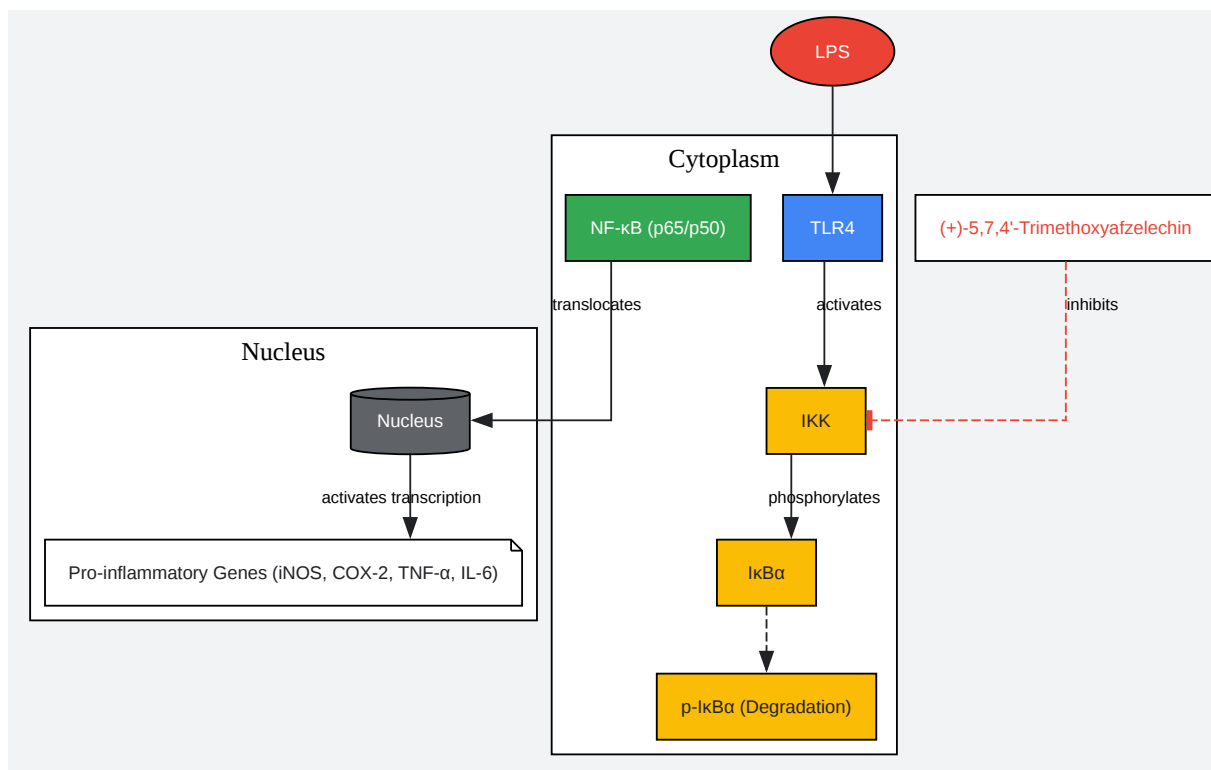 LPS
Cytoplasm
NF-κB (p65/p50)
TLR4
(+)-5,7,4'-Trimethoxyafzelechin
translocates
activates
inhibits
Nucleus
Nucleus
IKK
activates transcription
phosphorylates
Pro-inflammatory Genes (iNOS, COX-2, TNF-α, IL-6)
IκBα
p-IκBα (Degradation)